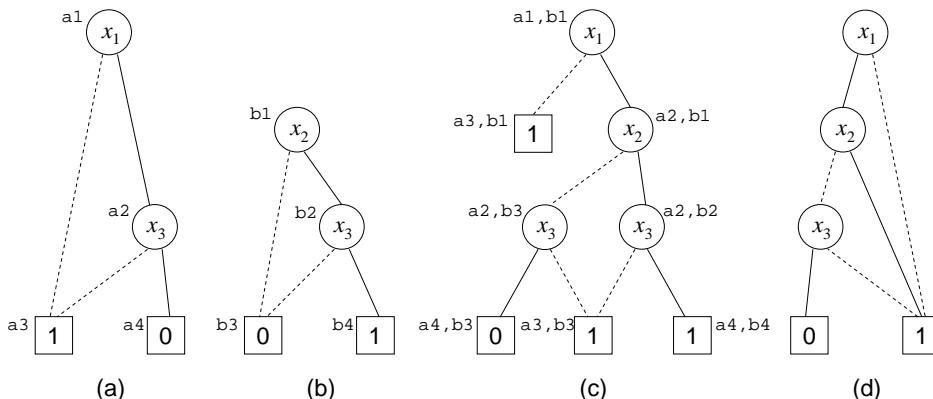 a1 x1
a2 x3
a3 1
a4 0
(a)
b1 x2
b2 x3
b3 0
b4 1
(b)
a1,b1 x1
a3,b1 1
a2,b1 x2
a2,b3 x3
a2,b2 x3
a4,b3 0
a3,b3 1
a4,b4 1
(c)
x1
x2
x3
0
1
(d)